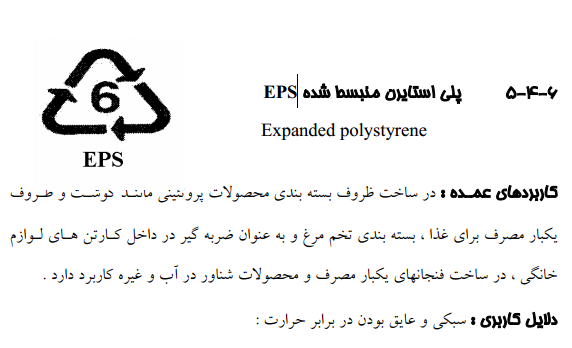 6
EPS
۵-۴-۶ پلی استایرن منبسط شده EPS
Expanded polystyrene
کاربردهای عمده : در ساخت ظروف بسته بندی محصولات پروتئینی مانند گوشت و ظروف
یکبار مصرف برای غذا ، بسته بندی تخم مرغ و به عنوان ضربه گیر در داخل کارتن های لوازم
خانگی ، در ساخت فنجانهای یکبار مصرف و محصولات شناور در آب و غیره کاربرد دارد .
دلایل کاربری : سبکی و عایق بودن در برابر حرارت :